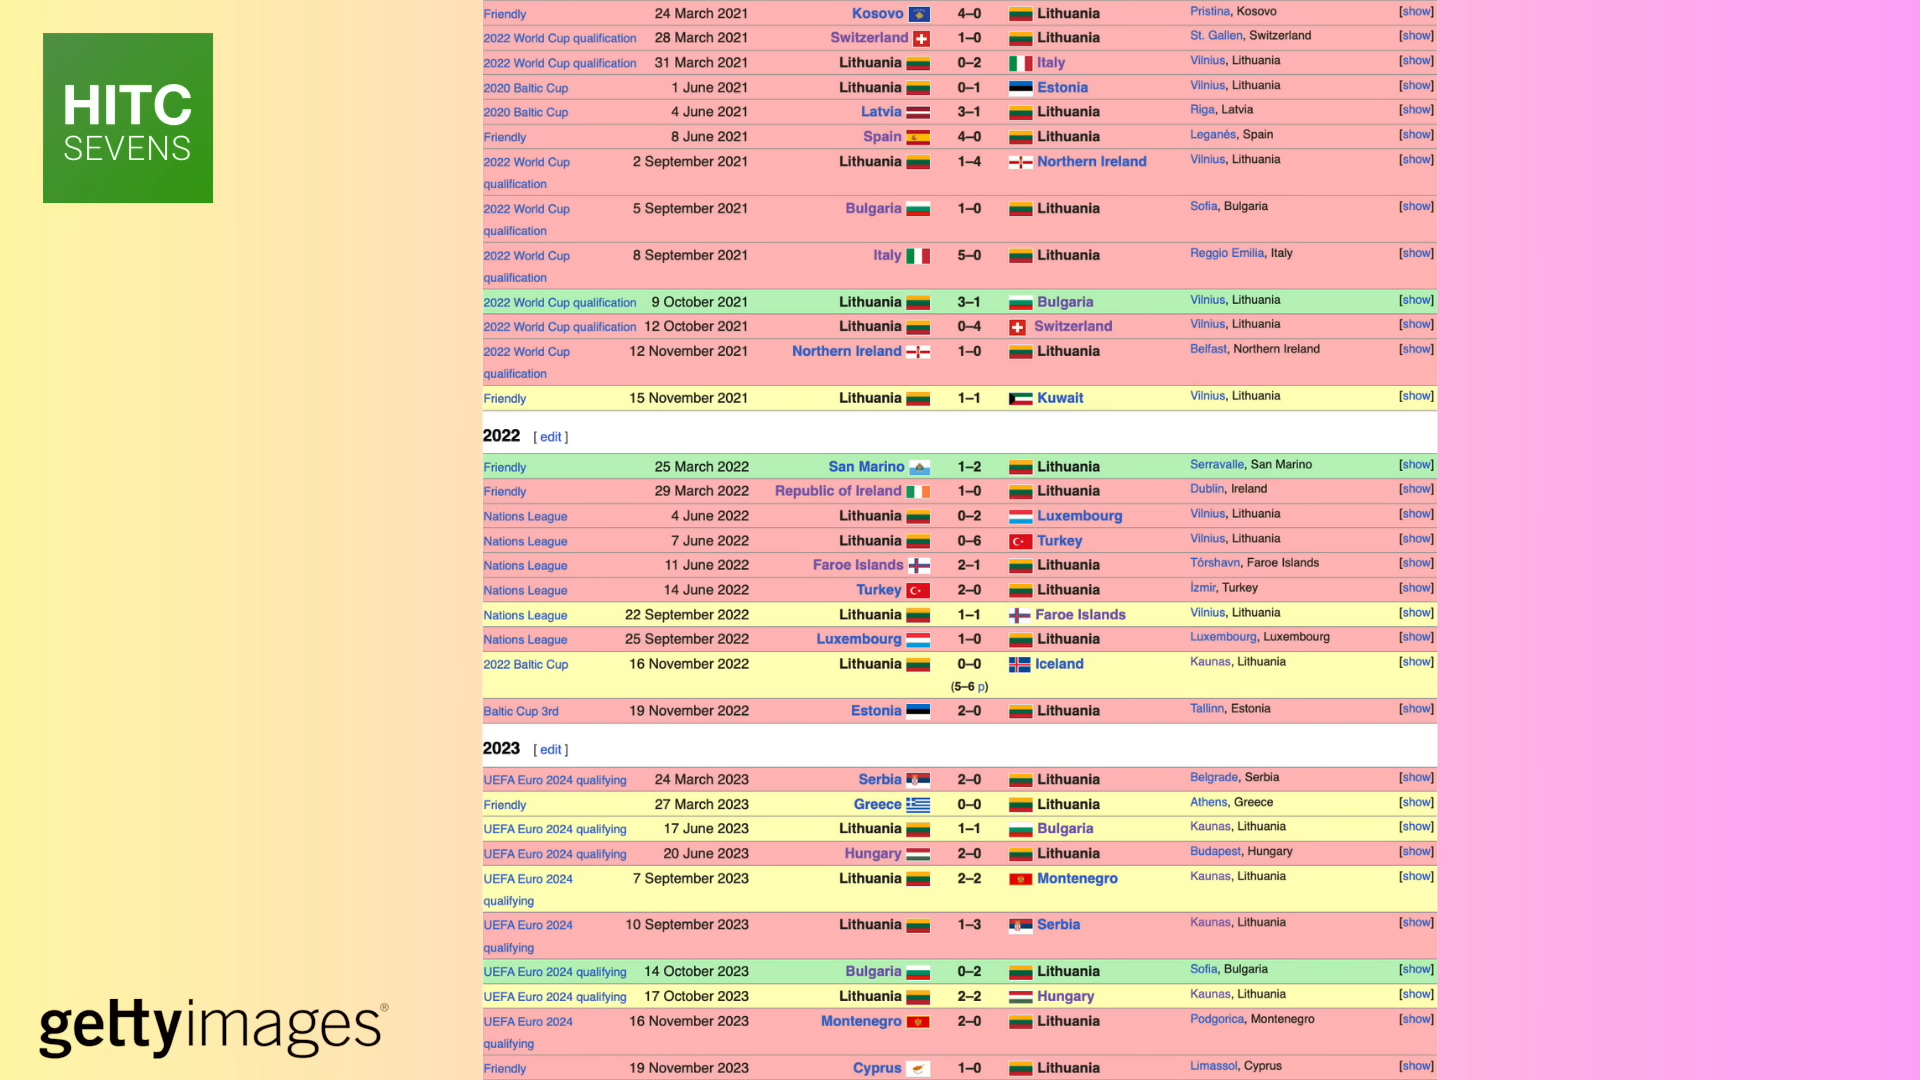 HITC
SEVENS
Friendly 24 March 2021 Kosovo 4–0 Lithuania Pristina, Kosovo [show]
2022 World Cup qualification 28 March 2021 Switzerland 1–0 Lithuania St. Gallen, Switzerland [show]
2022 World Cup qualification 31 March 2021 Lithuania 0–2 Italy Vilnius, Lithuania [show]
2020 Baltic Cup 1 June 2021 Lithuania 0–1 Estonia Vilnius, Lithuania [show]
2020 Baltic Cup 4 June 2021 Latvia 3–1 Lithuania Riga, Latvia [show]
Friendly 8 June 2021 Spain 4–0 Lithuania Leganés, Spain [show]
2022 World Cup 2 September 2021 Lithuania 1–4 Northern Ireland Vilnius, Lithuania [show]
qualification
2022 World Cup 5 September 2021 Bulgaria 1–0 Lithuania Sofia, Bulgaria [show]
qualification
2022 World Cup 8 September 2021 Italy 5–0 Lithuania Reggio Emilia, Italy [show]
qualification
2022 World Cup qualification 9 October 2021 Lithuania 3–1 Bulgaria Vilnius, Lithuania [show]
2022 World Cup qualification 12 October 2021 Lithuania 0–4 Switzerland Vilnius, Lithuania [show]
2022 World Cup 12 November 2021 Northern Ireland 1–0 Lithuania Belfast, Northern Ireland [show]
qualification
Friendly 15 November 2021 Lithuania 1–1 Kuwait Vilnius, Lithuania [show]
2022 [ edit ]
Friendly 25 March 2022 San Marino 1–2 Lithuania Serravalle, San Marino [show]
Friendly 29 March 2022 Republic of Ireland 1–0 Lithuania Dublin, Ireland [show]
Nations League 4 June 2022 Lithuania 0–2 Luxembourg Vilnius, Lithuania [show]
Nations League 7 June 2022 Lithuania 0–6 Turkey Vilnius, Lithuania [show]
Nations League 11 June 2022 Faroe Islands 2–1 Lithuania Tórshavn, Faroe Islands [show]
Nations League 14 June 2022 Turkey 2–0 Lithuania İzmir, Turkey [show]
Nations League 22 September 2022 Lithuania 1–1 Faroe Islands Vilnius, Lithuania [show]
Nations League 25 September 2022 Luxembourg 1–0 Lithuania Luxembourg, Luxembourg [show]
2022 Baltic Cup 16 November 2022 Lithuania 0–0 Iceland Kaunas, Lithuania [show]
(5–6 p)
Baltic Cup 3rd 19 November 2022 Estonia 2–0 Lithuania Tallinn, Estonia [show]
2023 [ edit ]
UEFA Euro 2024 qualifying 24 March 2023 Serbia 2–0 Lithuania Belgrade, Serbia [show]
Friendly 27 March 2023 Greece 0–0 Lithuania Athens, Greece [show]
UEFA Euro 2024 qualifying 17 June 2023 Lithuania 1–1 Bulgaria Kaunas, Lithuania [show]
UEFA Euro 2024 qualifying 20 June 2023 Hungary 2–0 Lithuania Budapest, Hungary [show]
UEFA Euro 2024 7 September 2023 Lithuania 2–2 Montenegro Kaunas, Lithuania [show]
qualifying
UEFA Euro 2024 10 September 2023 Lithuania 1–3 Serbia Kaunas, Lithuania [show]
qualifying
UEFA Euro 2024 qualifying 14 October 2023 Bulgaria 0–2 Lithuania Sofia, Bulgaria [show]
UEFA Euro 2024 qualifying 17 October 2023 Lithuania 2–2 Hungary Kaunas, Lithuania [show]
UEFA Euro 2024 16 November 2023 Montenegro 2–0 Lithuania Podgorica, Montenegro [show]
qualifying
Friendly 19 November 2023 Cyprus 1–0 Lithuania Limassol, Cyprus [show]
gettyimages®